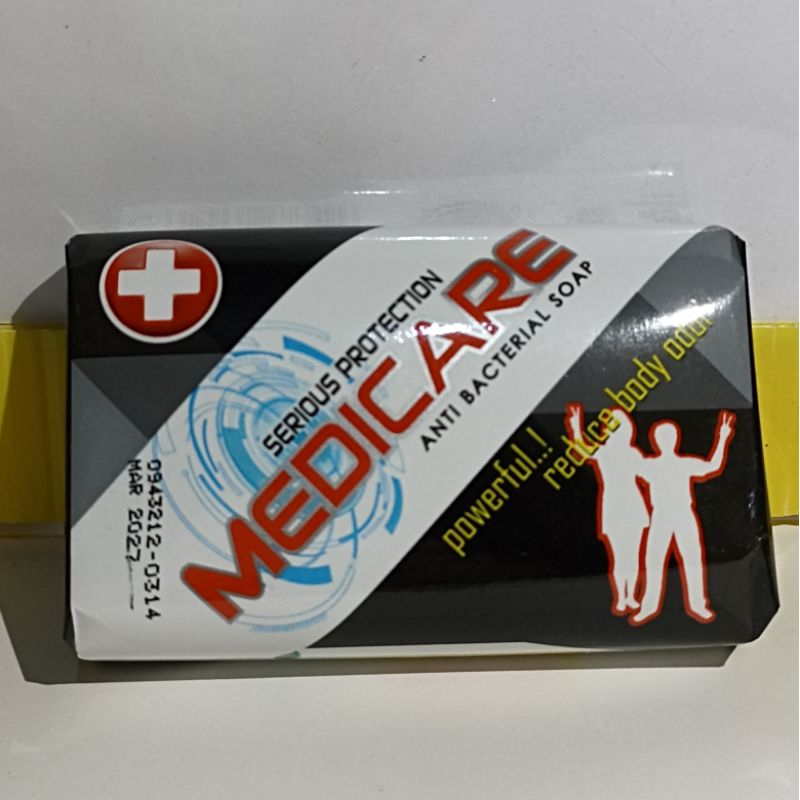 SERIOUS PROTECTION
MEDICARE
ANTI BACTERIAL SOAP
powerful..!
reduce body odor
0943212-0314
MAR 2027